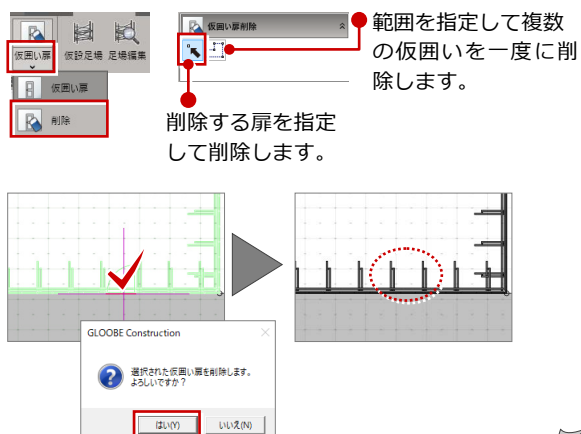 仮囲い扉
仮設足場
足場編集
仮囲い扉
削除
仮囲い扉削除
範囲を指定して複数
の仮囲いを一度に削
除します。
削除する扉を指定
して削除します。
GLOOBE Construction
選択された仮囲い扉を削除します。
よろしいですか?
はい(Y)
いいえ(N)